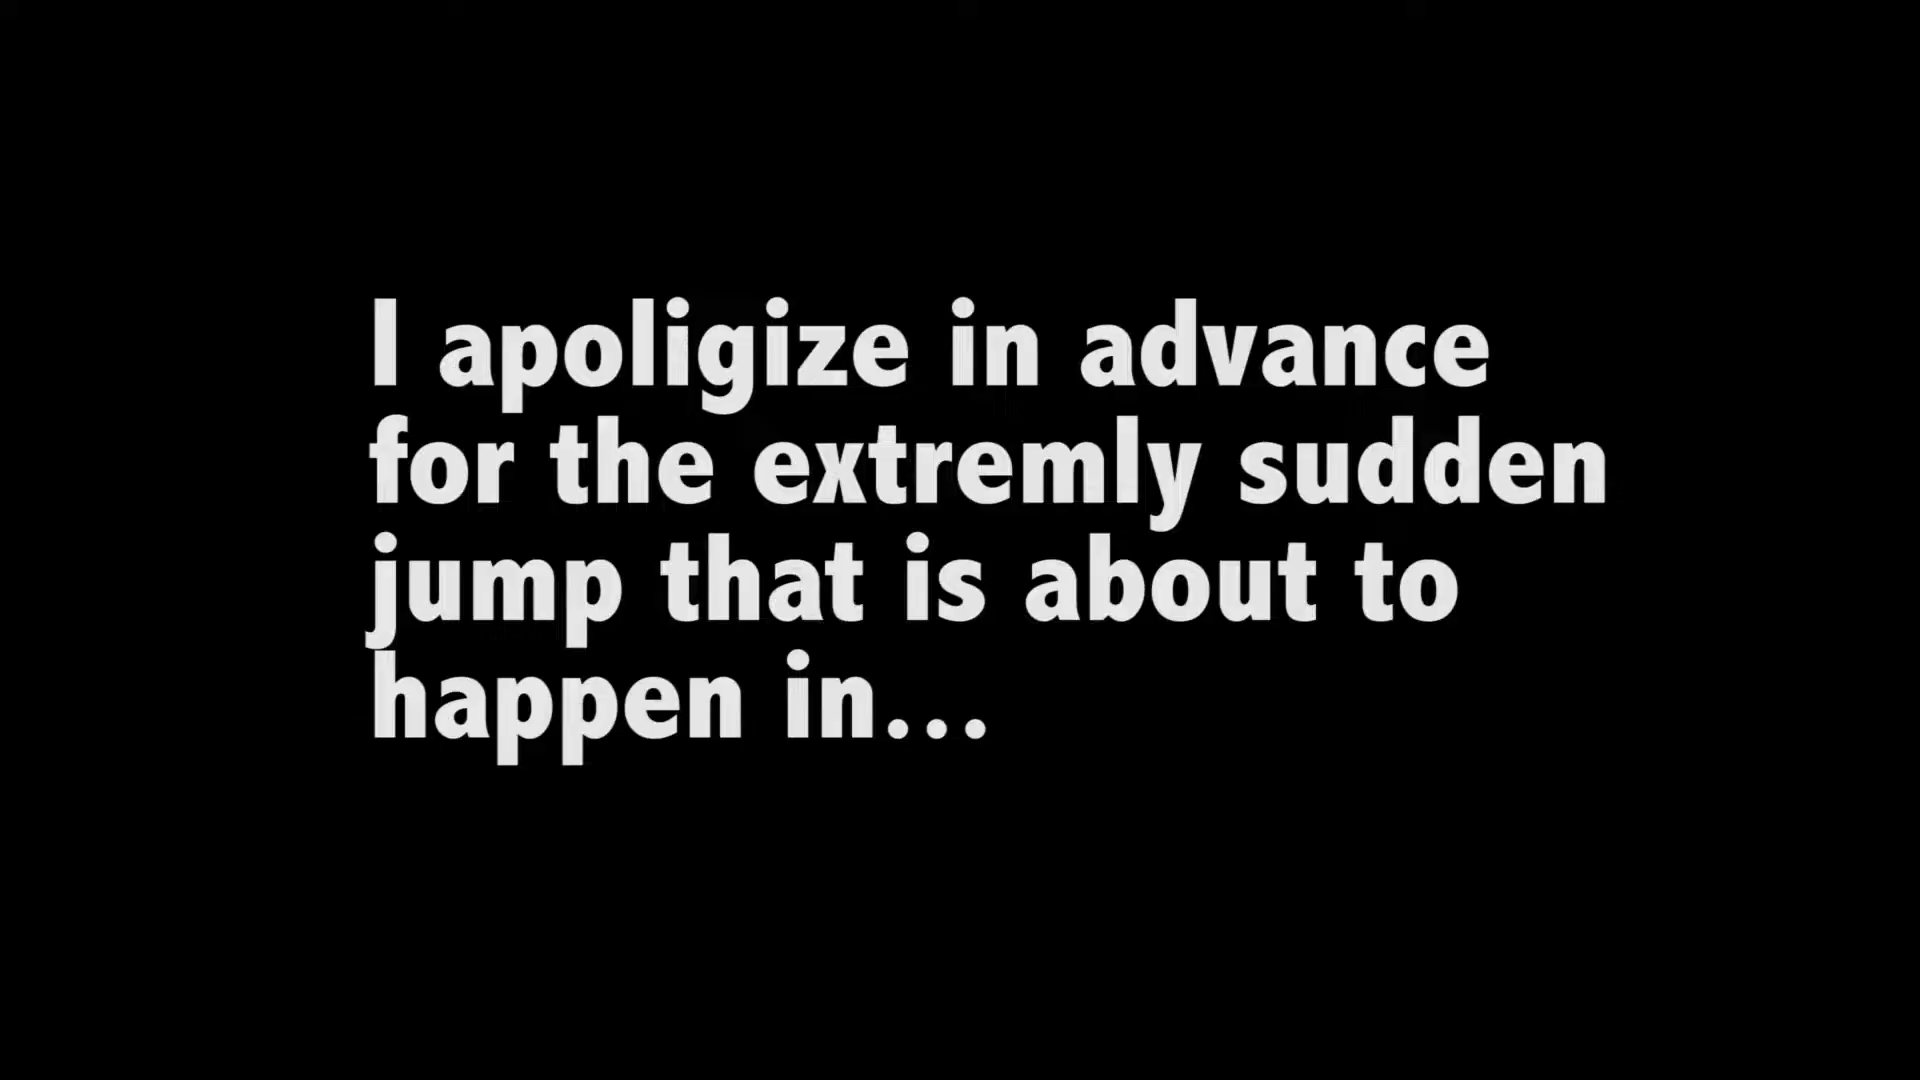 I apoligize in advance
for the extremly sudden
jump that is about to
happen in...